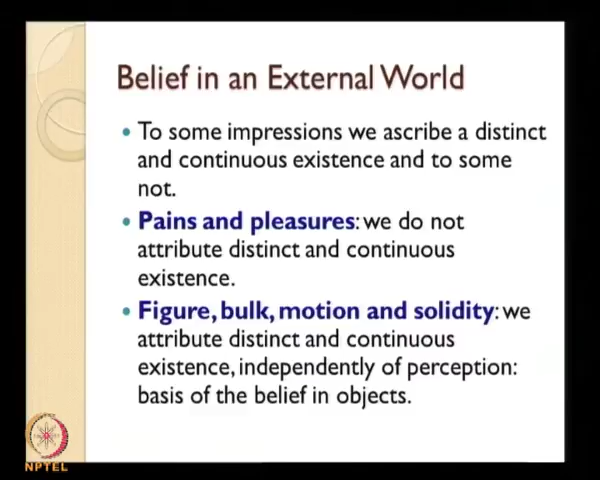 Belief in an External World
To some impressions we ascribe a distinct
and continuous existence and to some
not.
Pains and pleasures: we do not
attribute distinct and continuous
existence.
Figure, bulk, motion and solidity: we
attribute distinct and continuous
existence, independently of perception:
basis of the belief in objects.
NPTEL